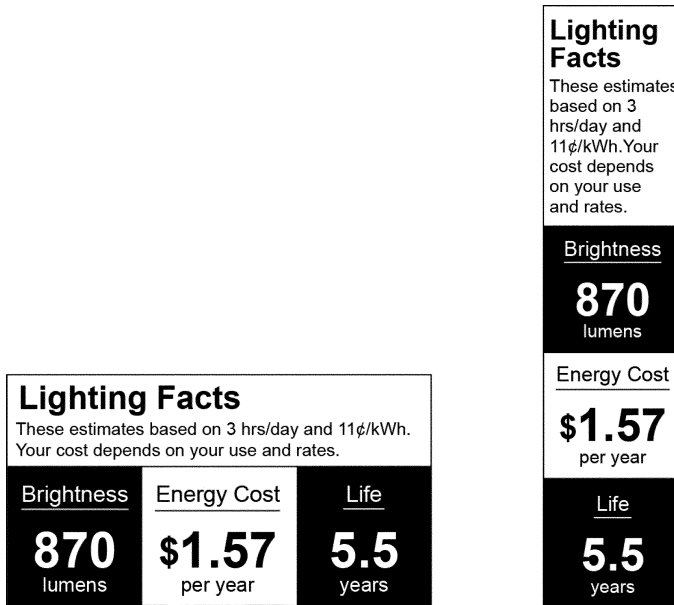 Lighting Facts
These estimates based on 3 hrs/day and 11¢/kWh.
Your cost depends on your use and rates.
Brightness
870
lumens
Energy Cost
$1.57
per year
Life
5.5
years
Lighting
Facts
These estimates
based on 3
hrs/day and
11¢/kWh.Your
cost depends
on your use
and rates.
Brightness
870
lumens
Energy Cost
$1.57
per year
Life
5.5
years